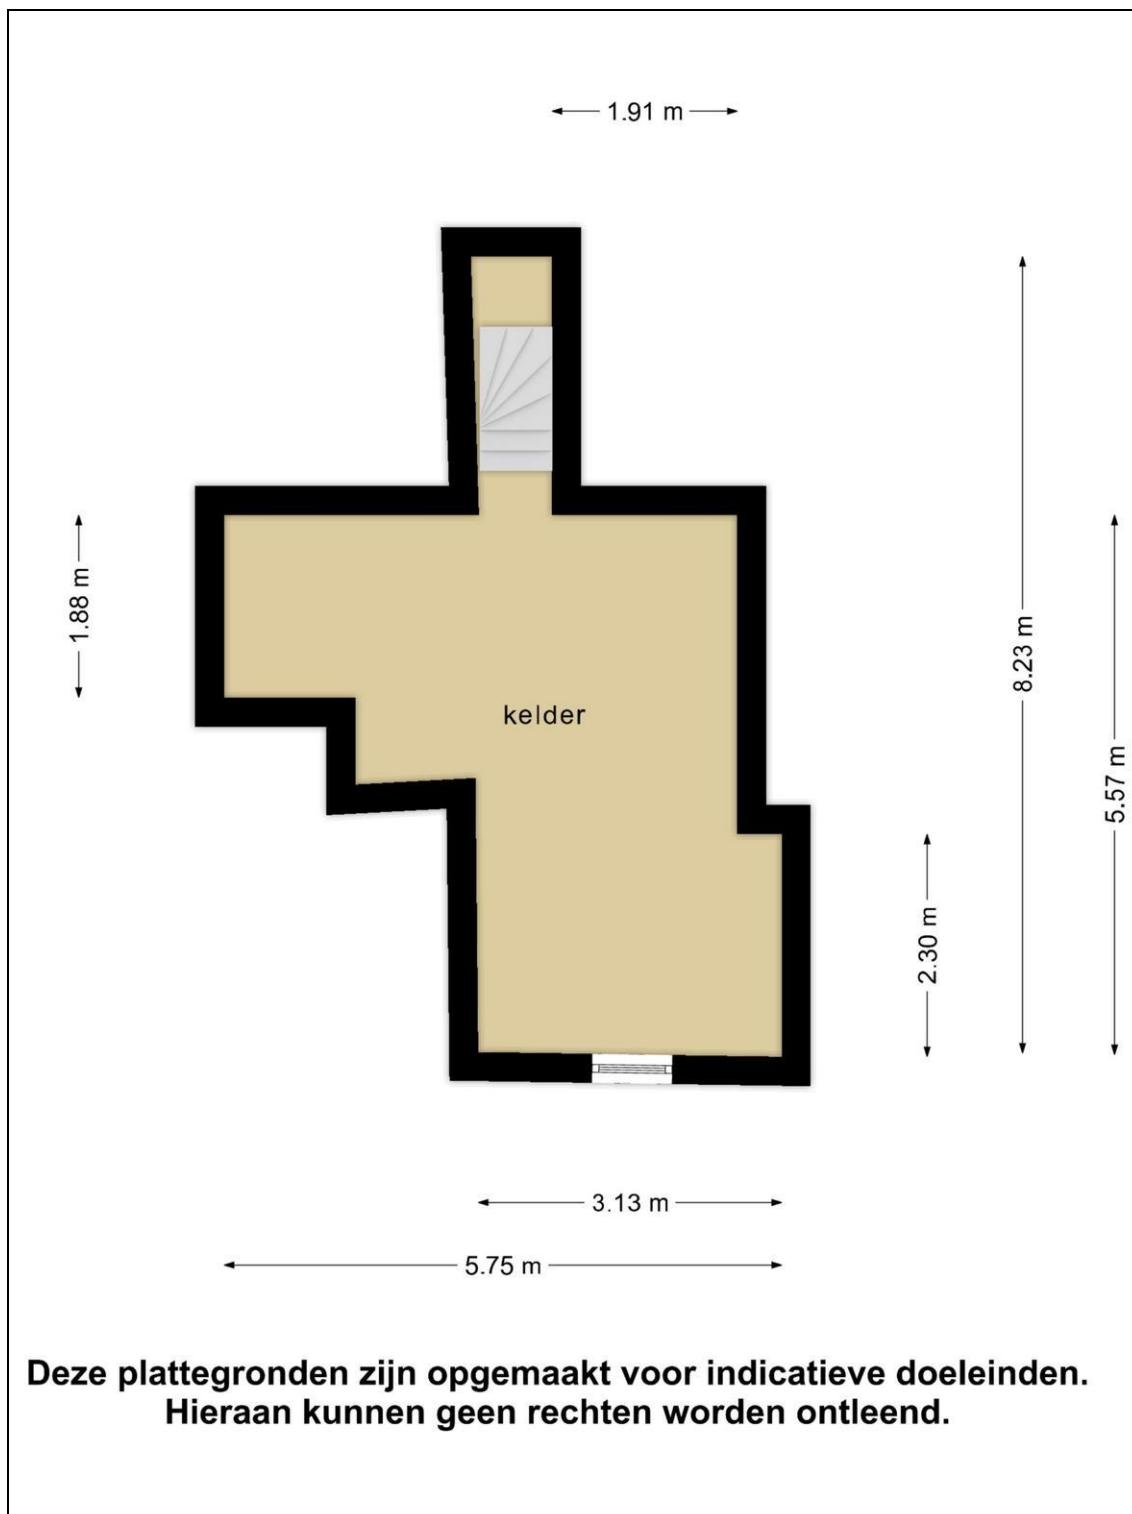 1.91 m
1.88 m
8.23 m
kelder
5.57 m
2.30 m
3.13 m
5.75 m
Deze plattegronden zijn opgemaakt voor indicatieve doeleinden.
Hieraan kunnen geen rechten worden ontleend.